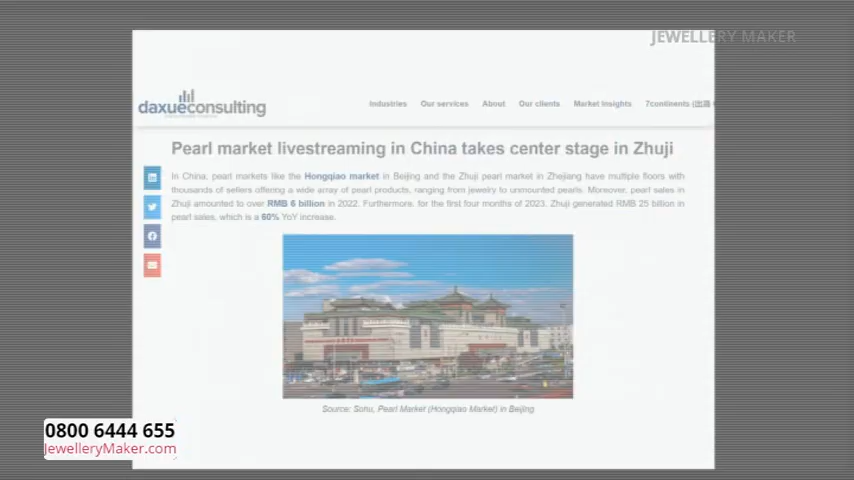 JEWELLERY MAKER
daxueconsulting
Industries Our services About Our clients Market Insights 7continents (出海
Pearl market livestreaming in China takes center stage in Zhuji
In China, pearl markets like the Hongqiao market in Beijing and the Zhuji pearl market in Zhejiang have multiple floors with
thousands of sellers offering a wide array of pearl products, ranging from jewelry to unmounted pearls. Moreover, pearl sales in
Zhuji amounted to over RMB 6 billion in 2022. Furthermore, for the first four months of 2023, Zhuji generated RMB 25 billion in
pearl sales, which is a 60% YoY increase.
Source: Sohu, Pearl Market (Hongqiao Market) in Beijing
0800 6444 655
JewelleryMaker.com